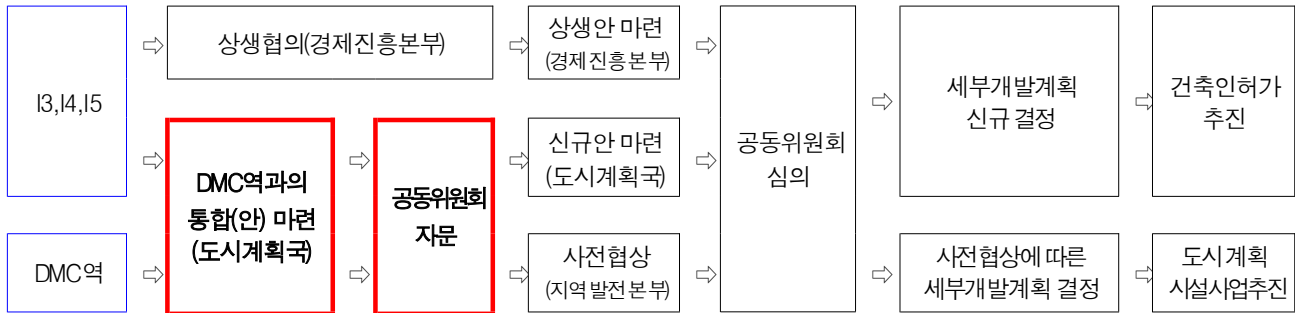 I3,I4,I5
상생협의(경제진흥본부)
상생안 마련
(경제진흥본부)
DMC역과의
통합(안) 마련
(도시계획국)
공동위원회
자문
신규안 마련
(도시계획국)
공동위원회
심의
세부개발계획
신규 결정
건축인허가
추진
DMC역
사전협상
(지역발전본부)
사전협상에 따른
세부개발계획 결정
도시계획
시설사업추진